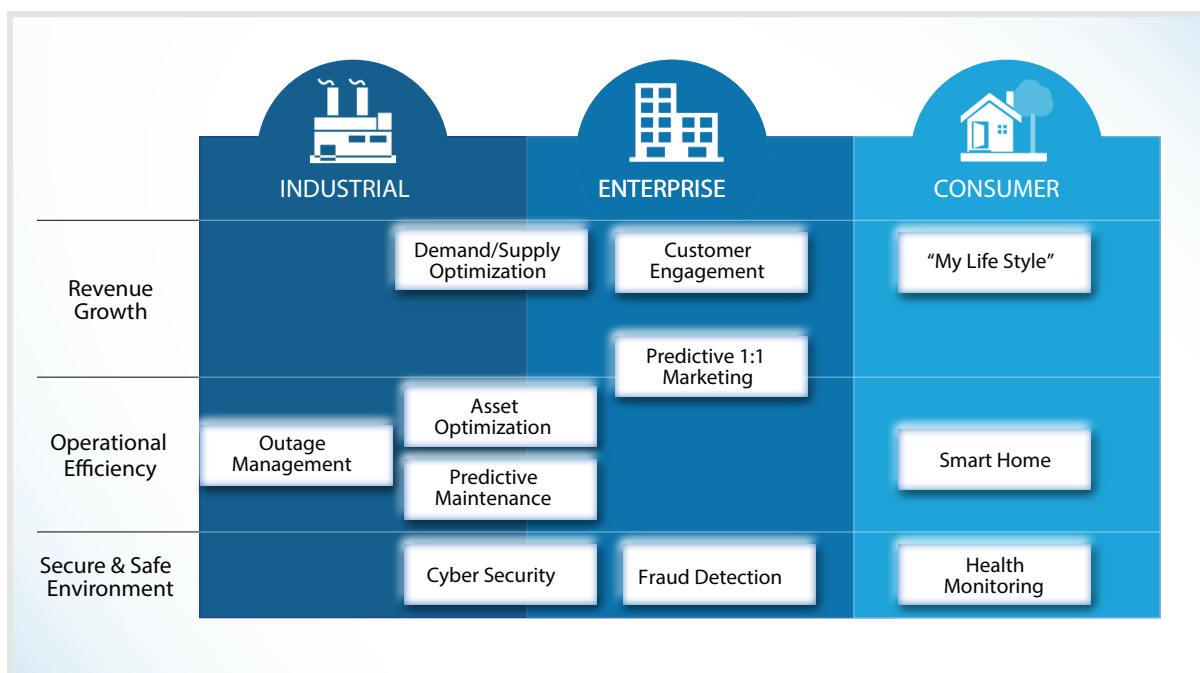 INDUSTRIAL
ENTERPRISE
CONSUMER
Revenue
Growth
Demand/Supply
Optimization
Customer
Engagement
“My Life Style”
Predictive 1:1
Marketing
Operational
Efficiency
Outage
Management
Asset
Optimization
Predictive
Maintenance
Smart Home
Secure & Safe
Environment
Cyber Security
Fraud Detection
Health
Monitoring